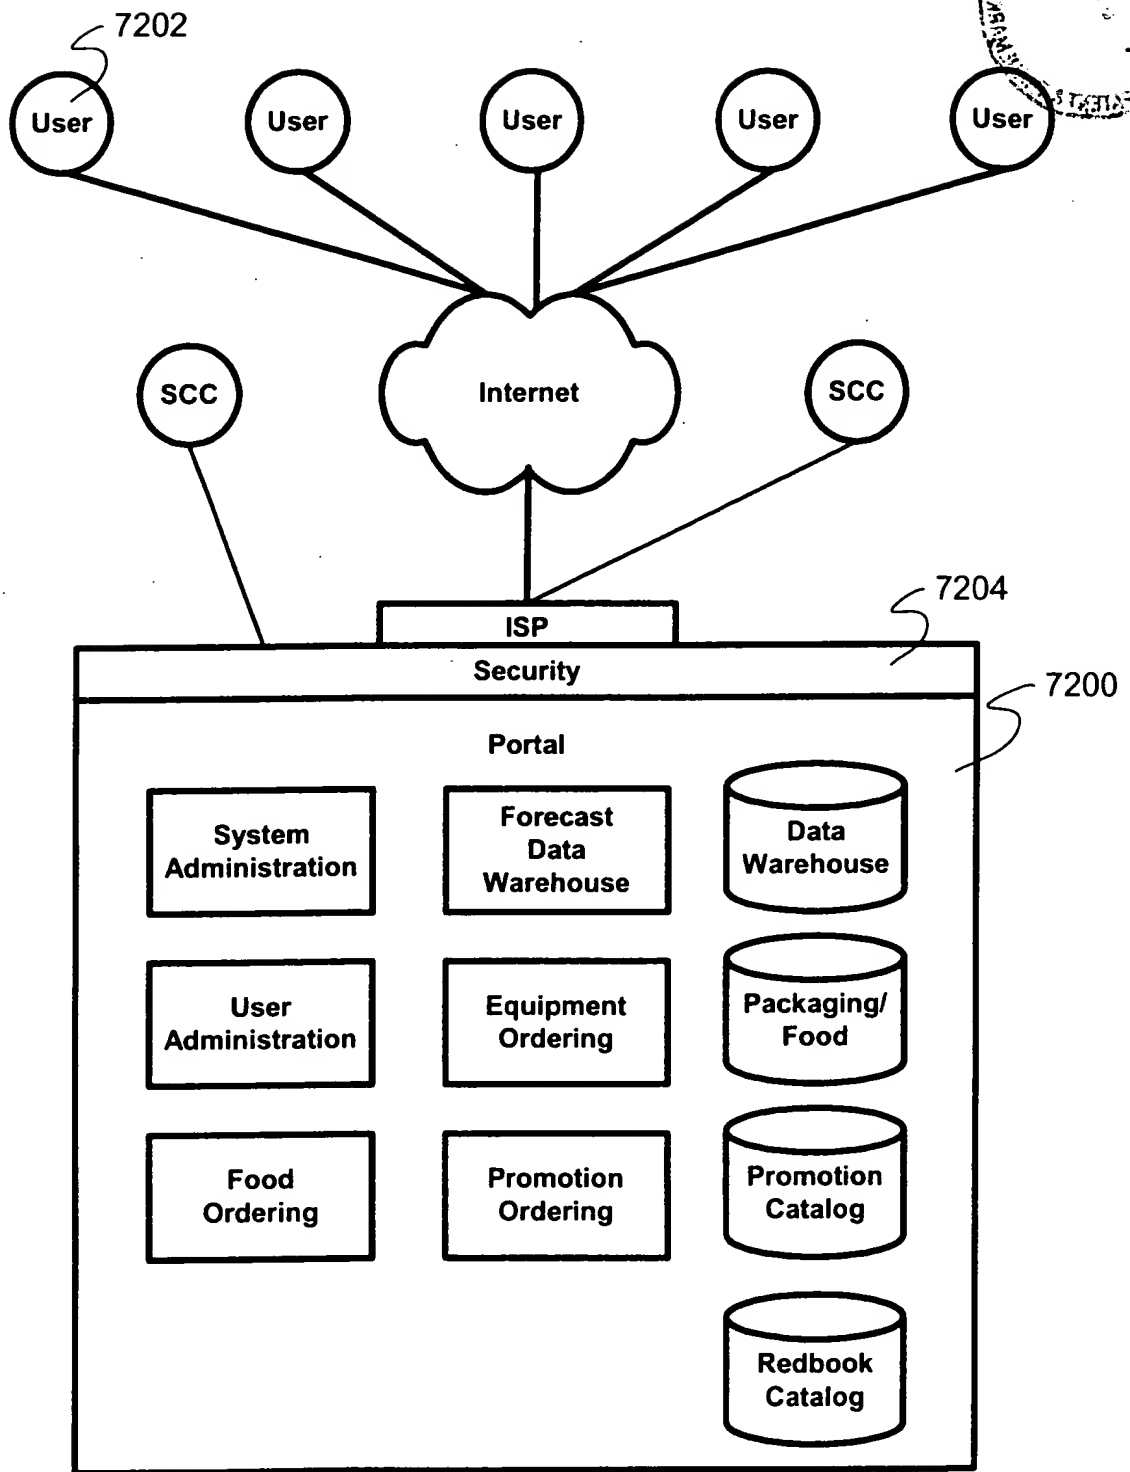 7202
User
User
User
User
User
SCC
Internet
SCC
7204
ISP
Security
7200
Portal
System
Administration
Forecast
Data
Warehouse
Data
Warehouse
User
Administration
Equipment
Ordering
Packaging/
Food
Food
Ordering
Promotion
Ordering
Promotion
Catalog
Redbook
Catalog